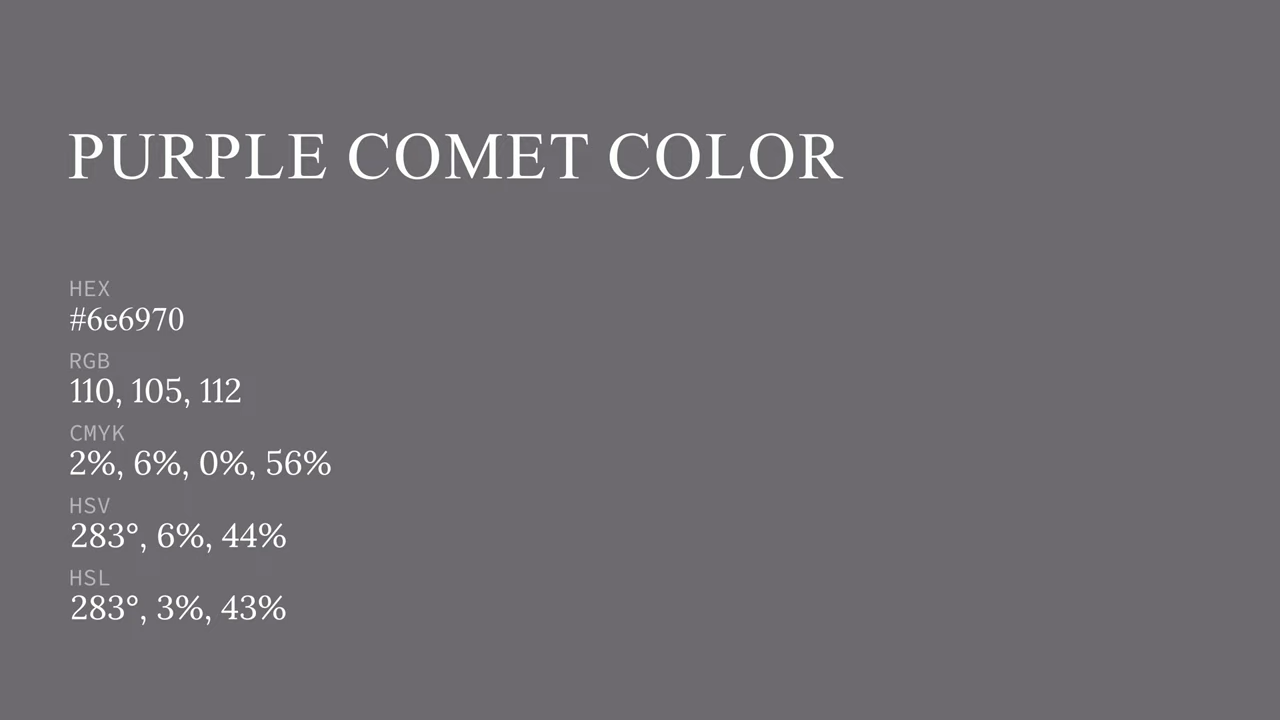 PURPLE COMET COLOR
HEX
#6e6970
RGB
110, 105, 112
CMYK
2%, 6%, 0%, 56%
HSV
283°, 6%, 44%
HSL
283°, 3%, 43%